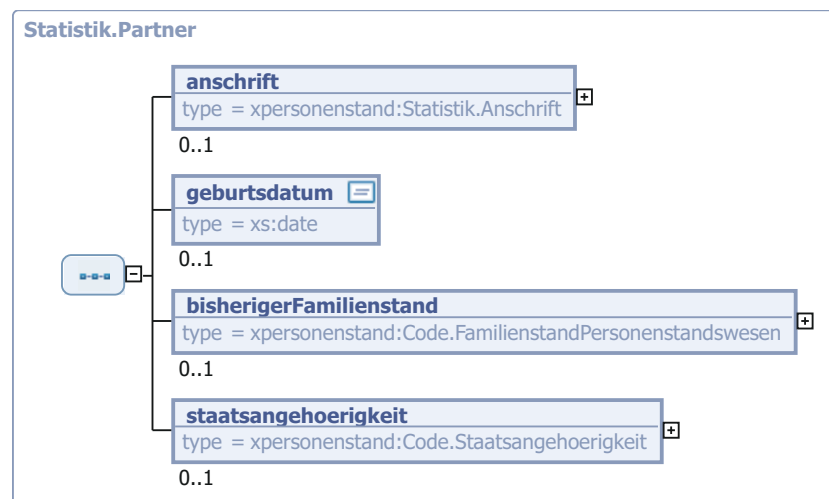 Statistik.Partner
anschrift
type = xpersonenstand:Statistik.Anschrift
0..1
geburtsdatum
type = xs:date
0..1
bisherigerFamilienstand
type = xpersonenstand:Code.FamilienstandPersonenstandswesen
0..1
staatsangehoerigkeit
type = xpersonenstand:Code.Staatsangehoerigkeit
0..1